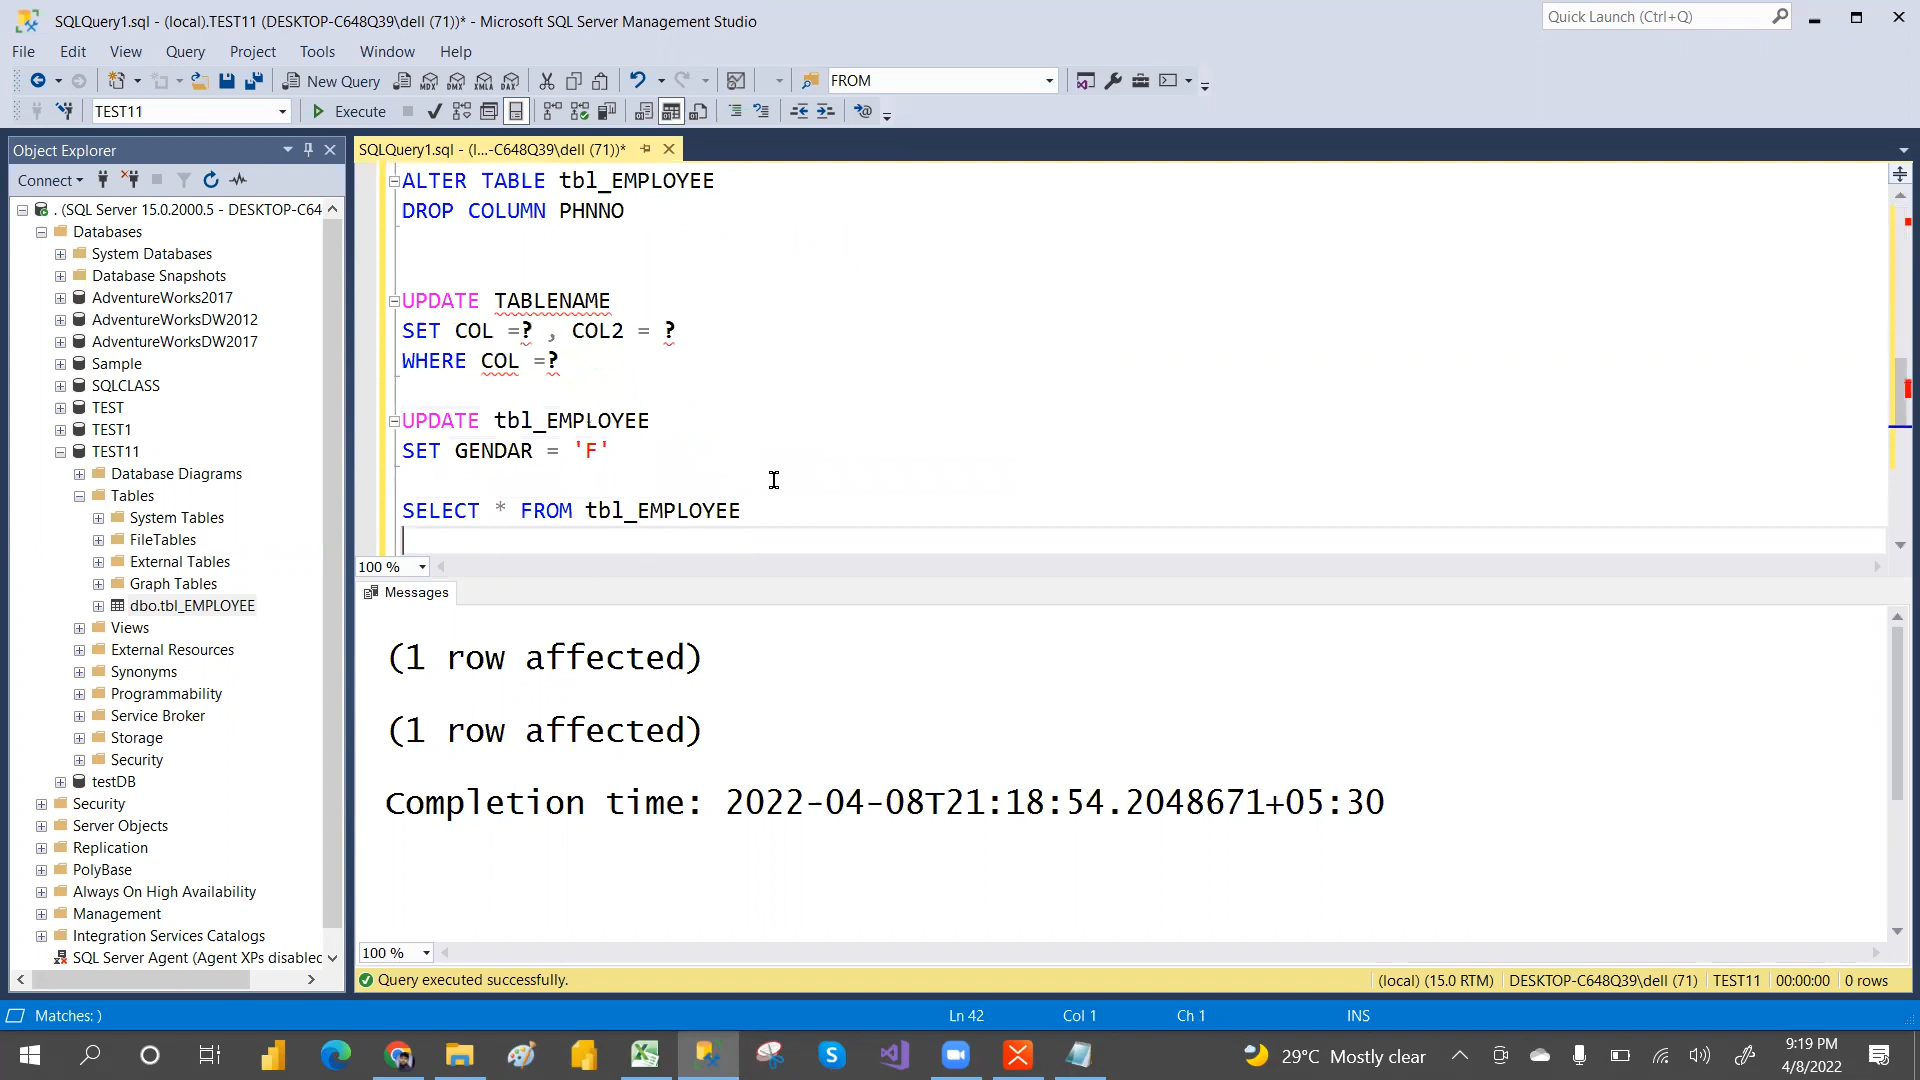 SQLQuery1.sql - (local).TEST11 (DESKTOP-C648Q39\dell (71))* - Microsoft SQL Server Management Studio
Quick Launch (Ctrl+Q)
File Edit View Query Project Tools Window Help
New Query
MDX DMX XMLA DAX
FROM
TEST11
Execute
Object Explorer
SQLQuery1.sql - (l...-C648Q39\dell (71))*
Connect
. (SQL Server 15.0.2000.5 - DESKTOP-C64
Databases
System Databases
Database Snapshots
AdventureWorks2017
AdventureWorksDW2012
AdventureWorksDW2017
Sample
SQLCLASS
TEST
TEST1
TEST11
Database Diagrams
Tables
System Tables
FileTables
External Tables
Graph Tables
dbo.tbl_EMPLOYEE
Views
External Resources
Synonyms
Programmability
Service Broker
Storage
Security
testDB
Security
Server Objects
Replication
PolyBase
Always On High Availability
Management
Integration Services Catalogs
SQL Server Agent (Agent XPs disabled
ALTER TABLE tbl_EMPLOYEE
DROP COLUMN PHNNO
UPDATE TABLENAME
SET COL =? , COL2 = ?
WHERE COL =?
UPDATE tbl_EMPLOYEE
SET GENDAR = 'F'
SELECT * FROM tbl_EMPLOYEE
100 %
Messages
(1 row affected)
(1 row affected)
Completion time: 2022-04-08T21:18:54.2048671+05:30
100 %
Query executed successfully.
(local) (15.0 RTM) DESKTOP-C648Q39\dell (71) TEST11 00:00:00 0 rows
Matches: )
Ln 42 Col 1 Ch 1 INS
29°C Mostly clear
9:19 PM
4/8/2022